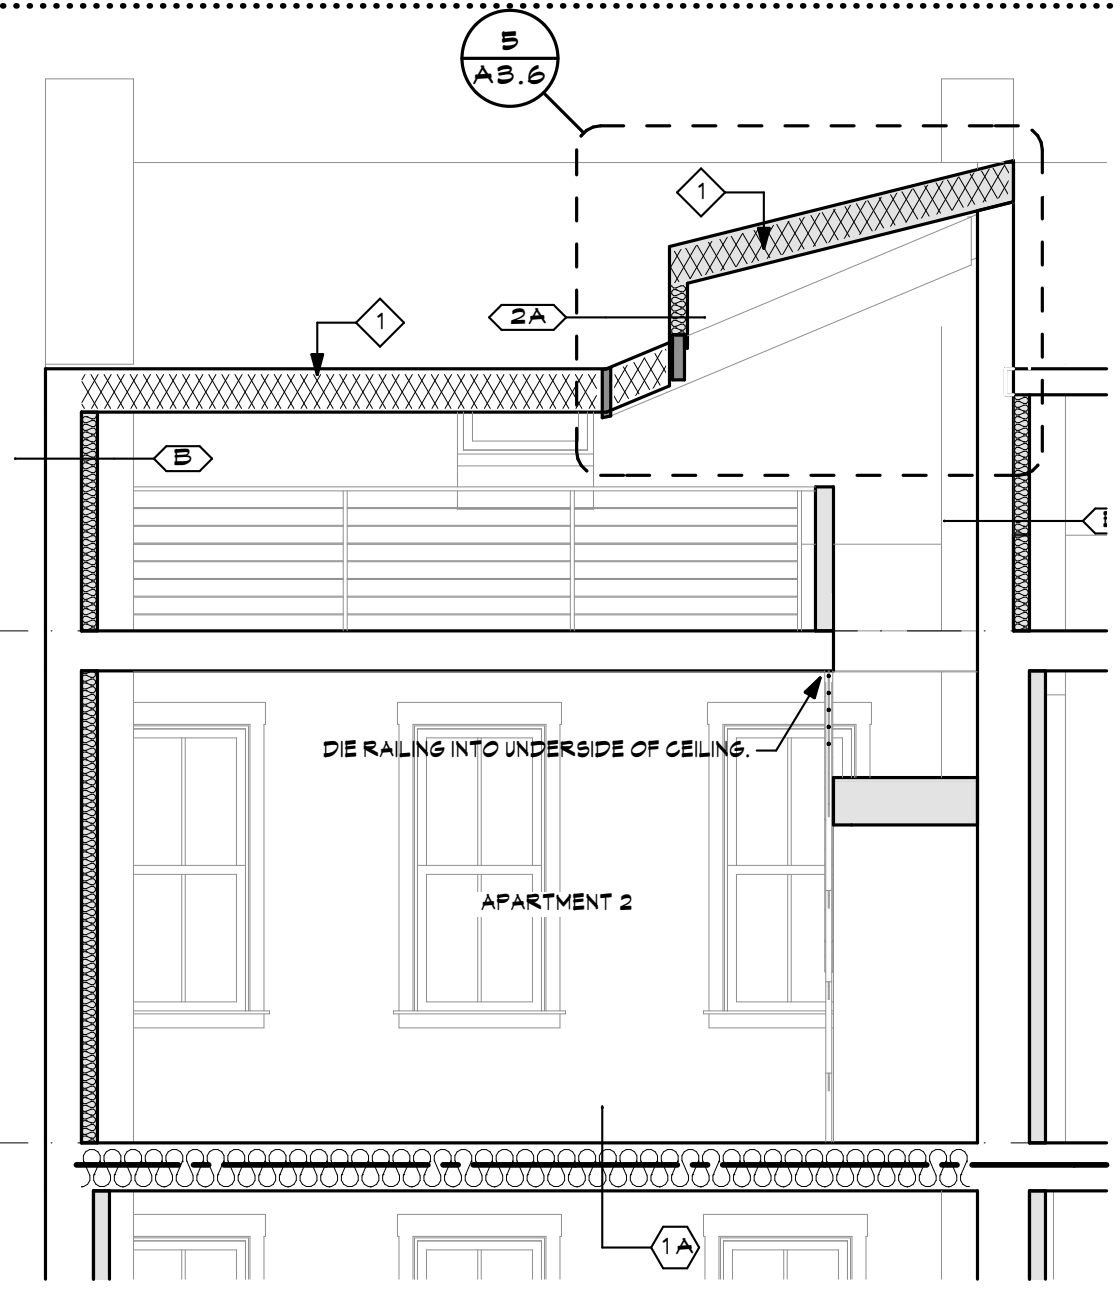 5
A3.6
1
2A
1
B
DIE RAILING INTO UNDERSIDE OF CEILING.
APARTMENT 2
1A